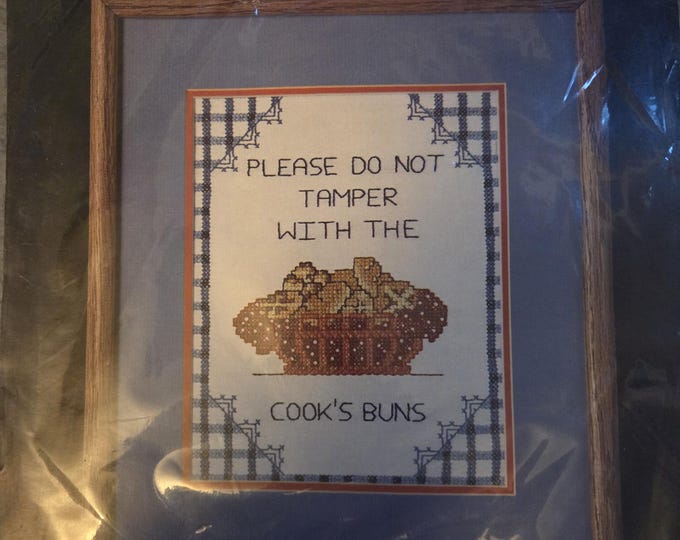 PLEASE DO NOT
TAMPER
WITH THE
COOK'S BUNS